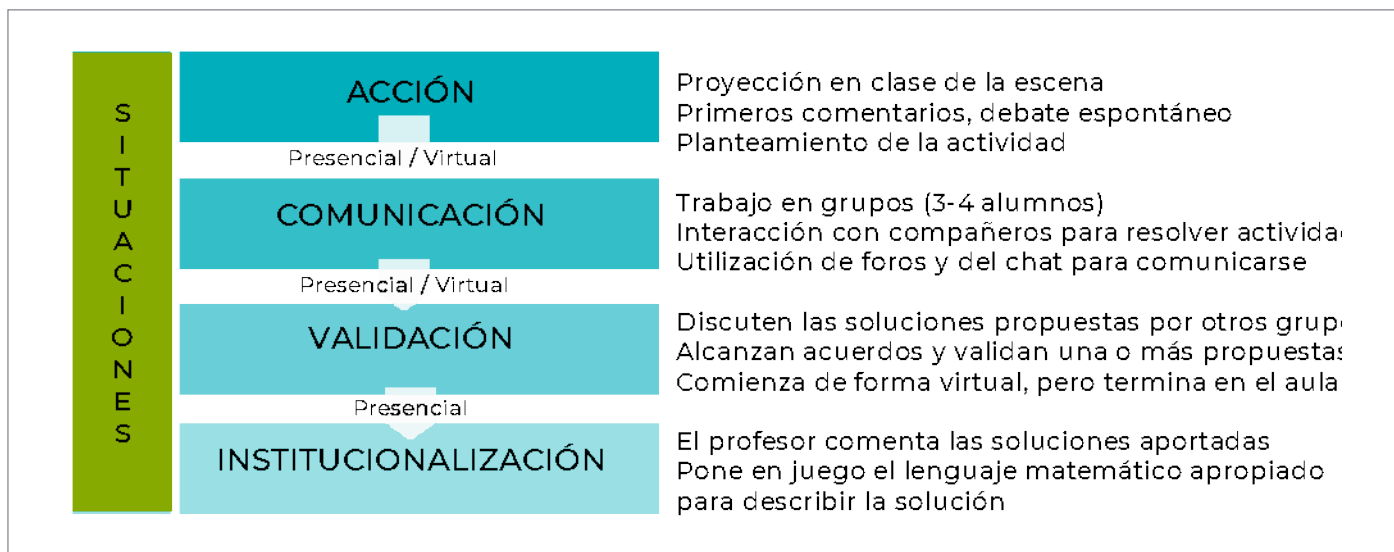 SITUACIONES
ACCIÓN
Proyección en clase de la escena
Primeros comentarios, debate espontáneo
Planteamiento de la actividad
Presencial / Virtual
COMUNICACIÓN
Trabajo en grupos (3-4 alumnos)
Interacción con compañeros para resolver
Utilización de foros y del chat para comunicarse
Presencial / Virtual
VALIDACIÓN
Discuten las soluciones propuestas por otros
Alcanzan acuerdos y validan una o más propuestas
Comienza de forma virtual, pero termina en el aula
Presencial
INSTITUCIONALIZACIÓN
El profesor comenta las soluciones aportadas
Pone en juego el lenguaje matemático apropiado
para describir la solución